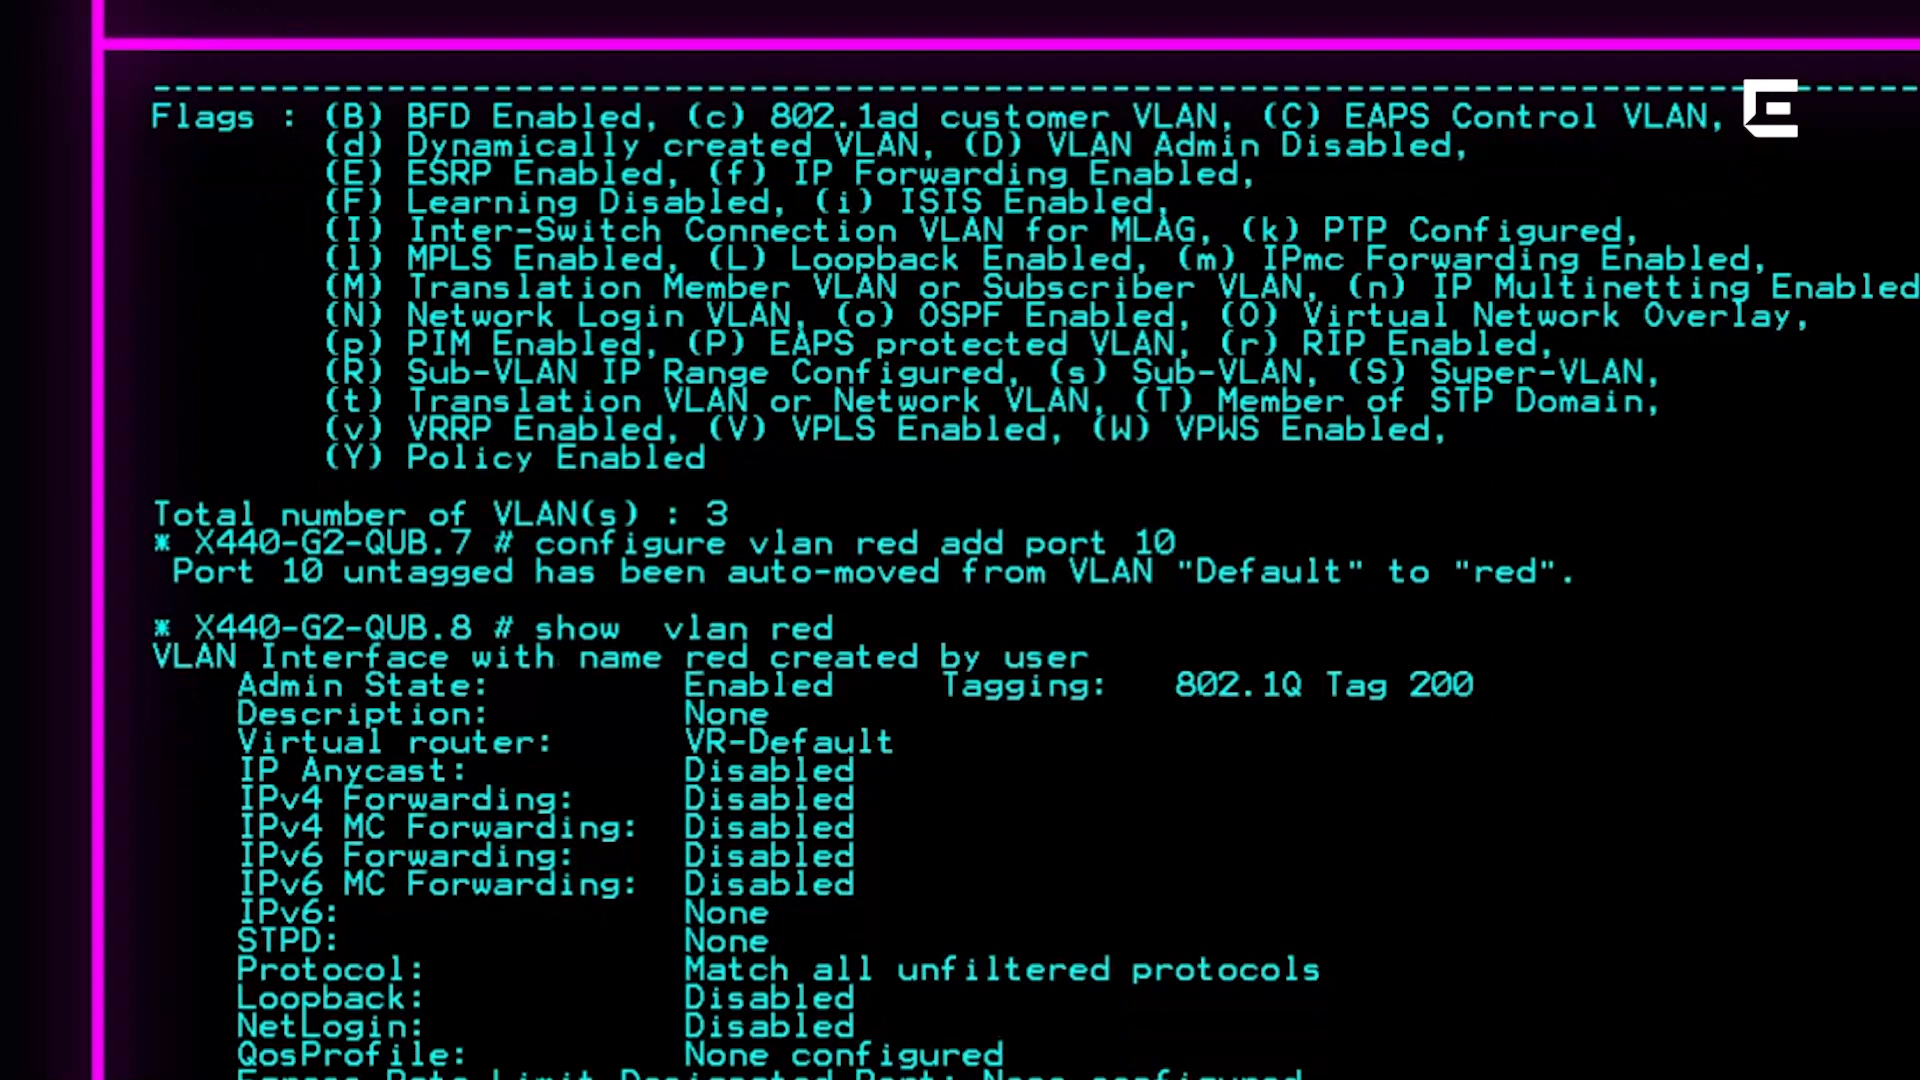 --------------------------------------------------------------------------------
Flags : (B) BFD Enabled, (c) 802.1ad customer VLAN, (C) EAPS Control VLAN,
(d) Dynamically created VLAN, (D) VLAN Admin Disabled,
(E) ESRP Enabled, (f) IP Forwarding Enabled,
(F) Learning Disabled, (i) ISIS Enabled,
(I) Inter-Switch Connection VLAN for MLAG, (k) PTP Configured,
(l) MPLS Enabled, (L) Loopback Enabled, (m) IPmc Forwarding Enabled,
(M) Translation Member VLAN or Subscriber VLAN, (n) IP Multinetting Enabled
(N) Network Login VLAN, (o) OSPF Enabled, (O) Virtual Network Overlay,
(p) PIM Enabled, (P) EAPS protected VLAN, (r) RIP Enabled,
(R) Sub-VLAN IP Range Configured, (s) Sub-VLAN, (S) Super-VLAN,
(t) Translation VLAN or Network VLAN, (T) Member of STP Domain,
(v) VRRP Enabled, (V) VPLS Enabled, (W) VPWS Enabled,
(Y) Policy Enabled
Total number of VLAN(s) : 3
* X440-G2-QUB.7 # configure vlan red add port 10
Port 10 untagged has been auto-moved from VLAN "Default" to "red".
* X440-G2-QUB.8 # show  vlan red
VLAN Interface with name red created by user
Admin State: Enabled Tagging: 802.1Q Tag 200
Description: None
Virtual router: VR-Default
IP Anycast: Disabled
IPv4 Forwarding: Disabled
IPv4 MC Forwarding: Disabled
IPv6 Forwarding: Disabled
IPv6 MC Forwarding: Disabled
IPv6: None
STPD: None
Protocol: Match all unfiltered protocols
Loopback: Disabled
NetLogin: Disabled
QosProfile: None configured
Egress Rate Limit Designated Port: None configured